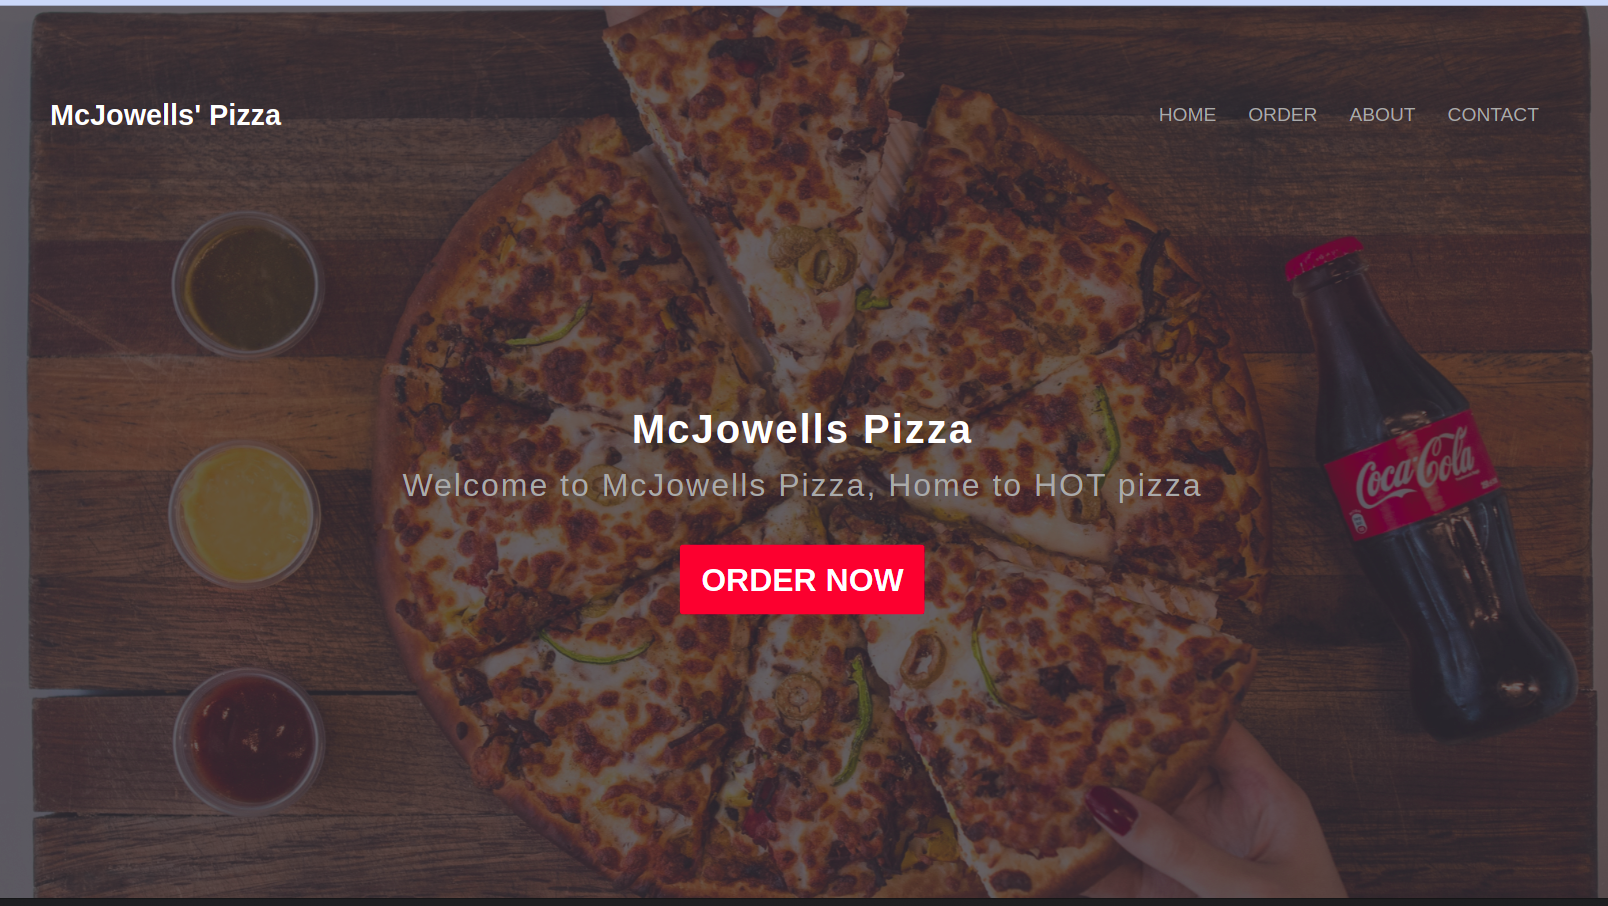 McJowells' Pizza
HOME ORDER ABOUT CONTACT
McJowells Pizza
Welcome to McJowells Pizza, Home to HOT pizza
Coca-Cola
ORDER NOW